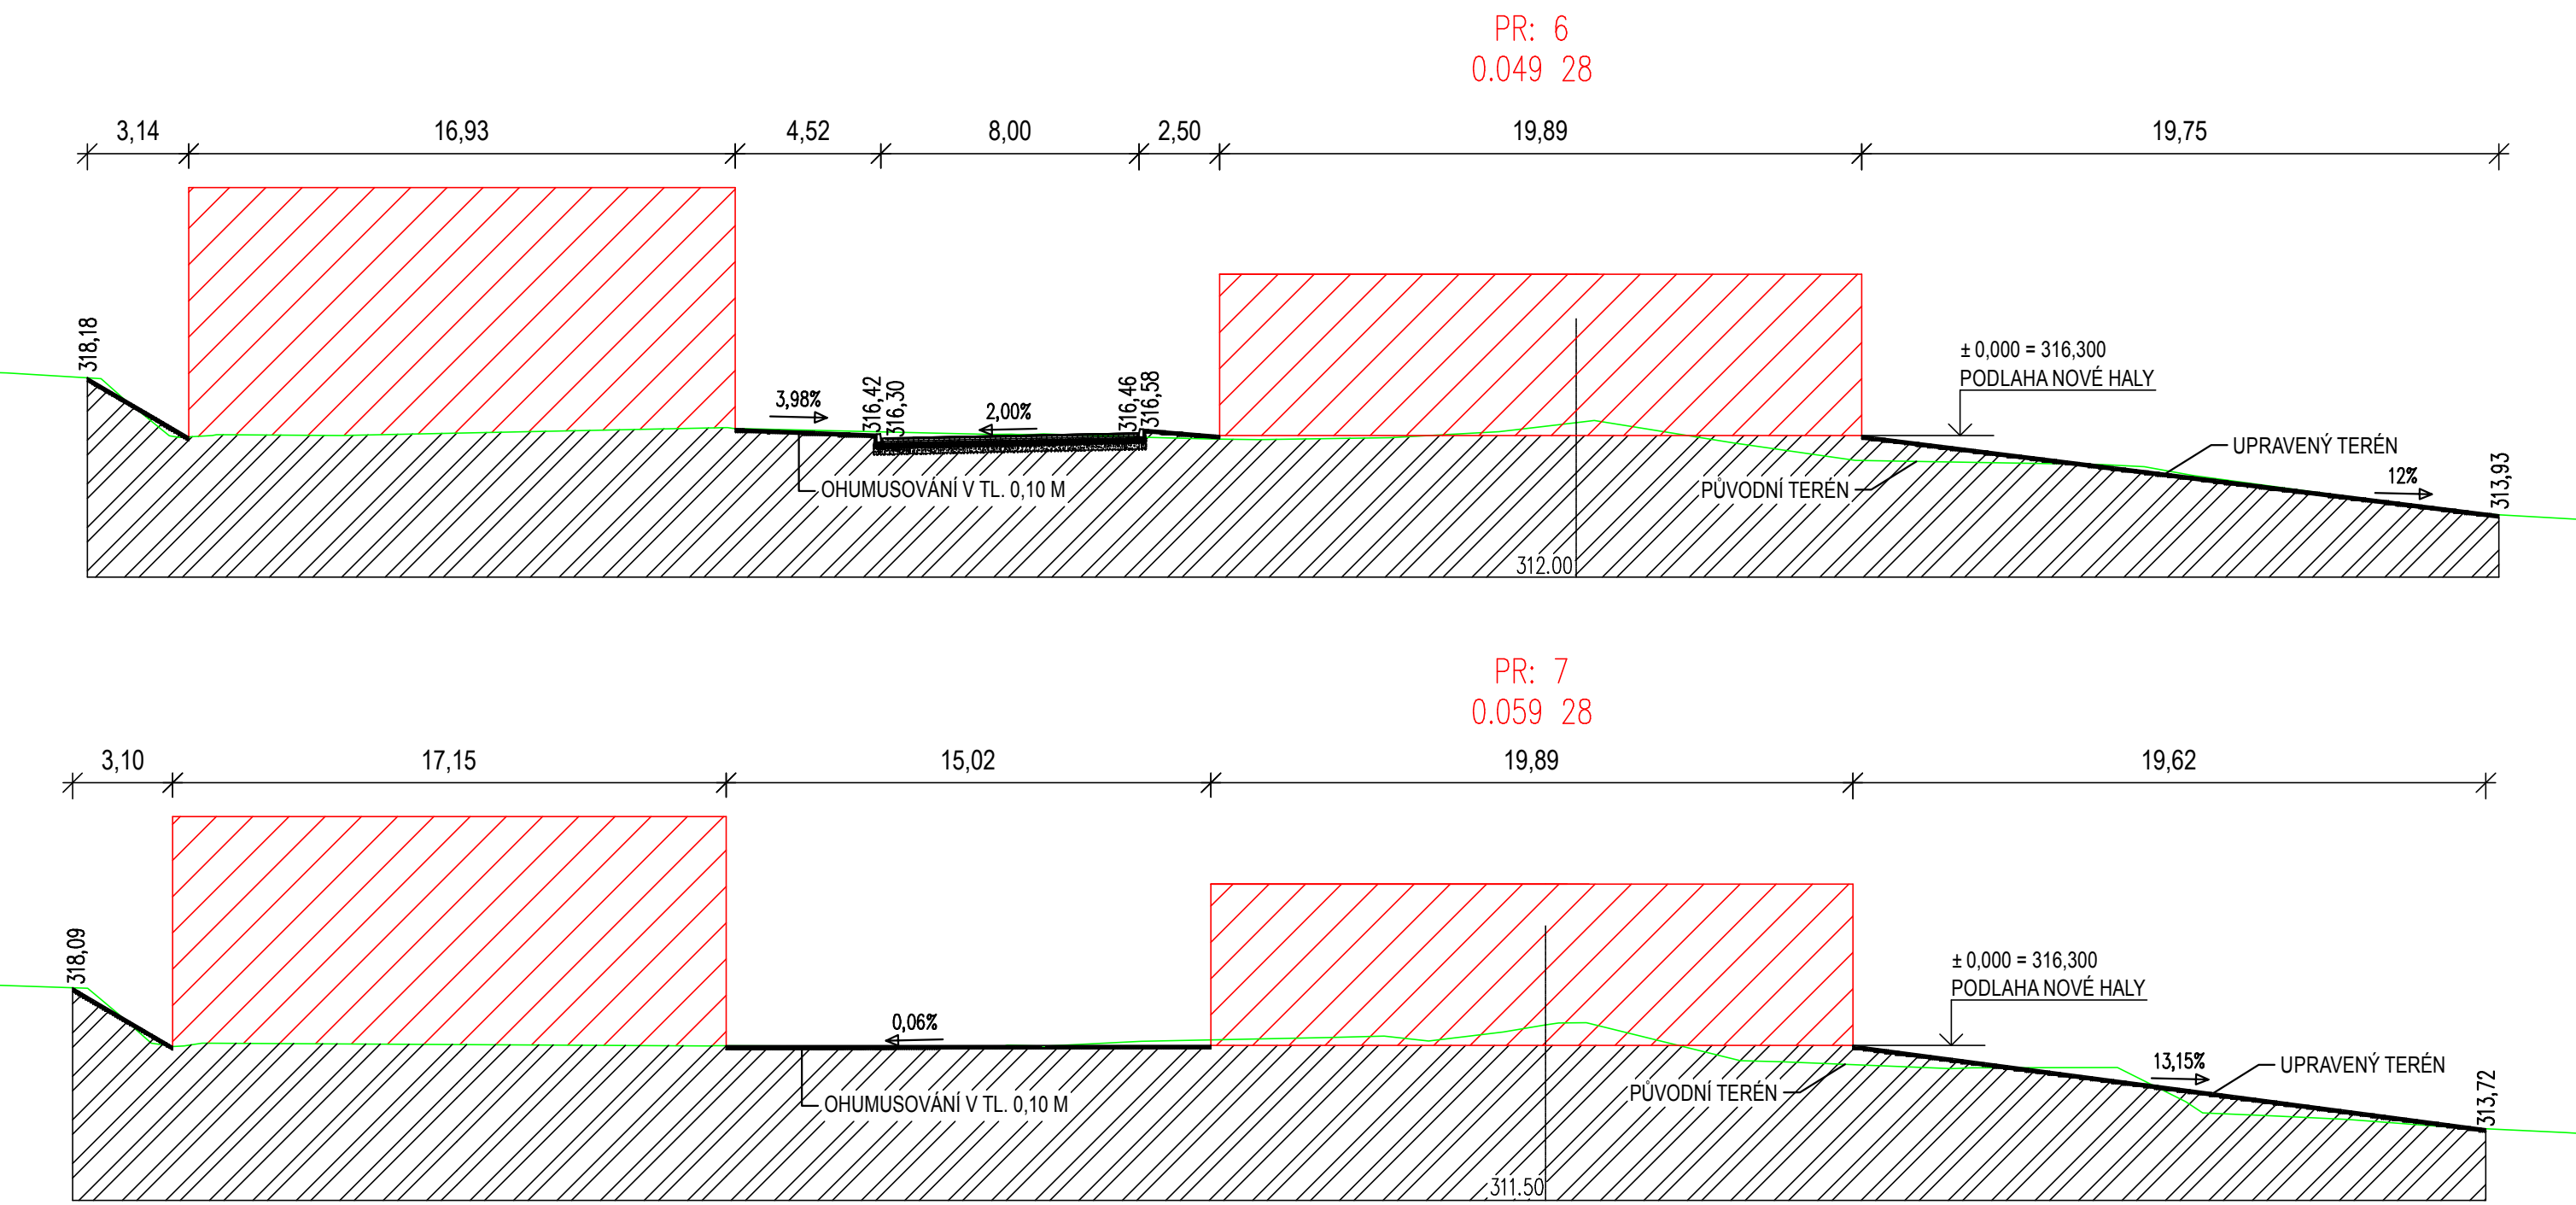 PR: 6
0.049 28
3,14
16,93
4,52
8,00
2,50
19,89
19,75
318,18
3,98%
316,42
316,30
2,00%
316,46
316,58
± 0,000 = 316,300
PODLAHA NOVÉ HALY
UPRAVENÝ TERÉN
12%
313,93
OHUMUSOVÁNÍ V TL. 0,10 M
PŮVODNÍ TERÉN
312.00
PR: 7
0.059 28
3,10
17,15
15,02
19,89
19,62
318,09
0,06%
± 0,000 = 316,300
PODLAHA NOVÉ HALY
13,15%
UPRAVENÝ TERÉN
313,72
OHUMUSOVÁNÍ V TL. 0,10 M
PŮVODNÍ TERÉN
311.50